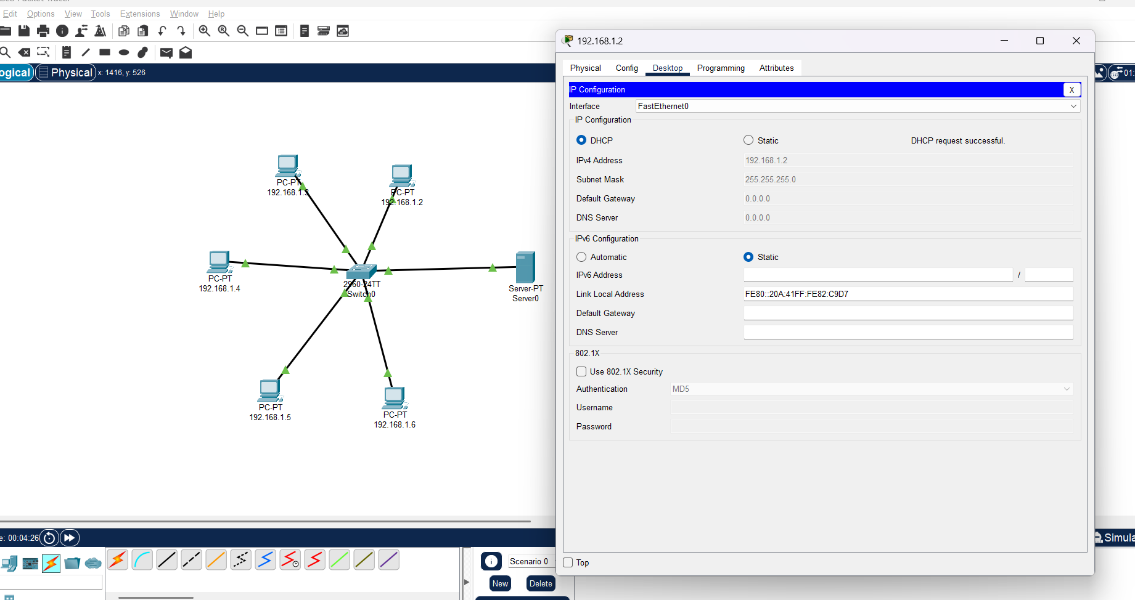 Edit Options View Tools Extensions Window Help
ogical Physical x: 1416, y: 526
01:
PC-PT
PC-PT
192.168.1.2
PC-PT
192.168.1.4
2960-24TT
Switch0
Server-PT
Server0
PC-PT
192.168.1.5
PC-PT
192.168.1.6
e: 00:04:26
Scenario 0
New Delete
Simula
192.168.1.2
Physical Config Desktop Programming Attributes
IP Configuration X
Interface FastEthernet0
IP Configuration
DHCP Static DHCP request successful.
IPv4 Address 192.168.1.2
Subnet Mask 255.255.255.0
Default Gateway 0.0.0.0
DNS Server 0.0.0.0
IPv6 Configuration
Automatic Static
IPv6 Address /
Link Local Address FE80::20A:41FF:FE82:C9D7
Default Gateway
DNS Server
802.1X
Use 802.1X Security
Authentication MD5
Username
Password
Top